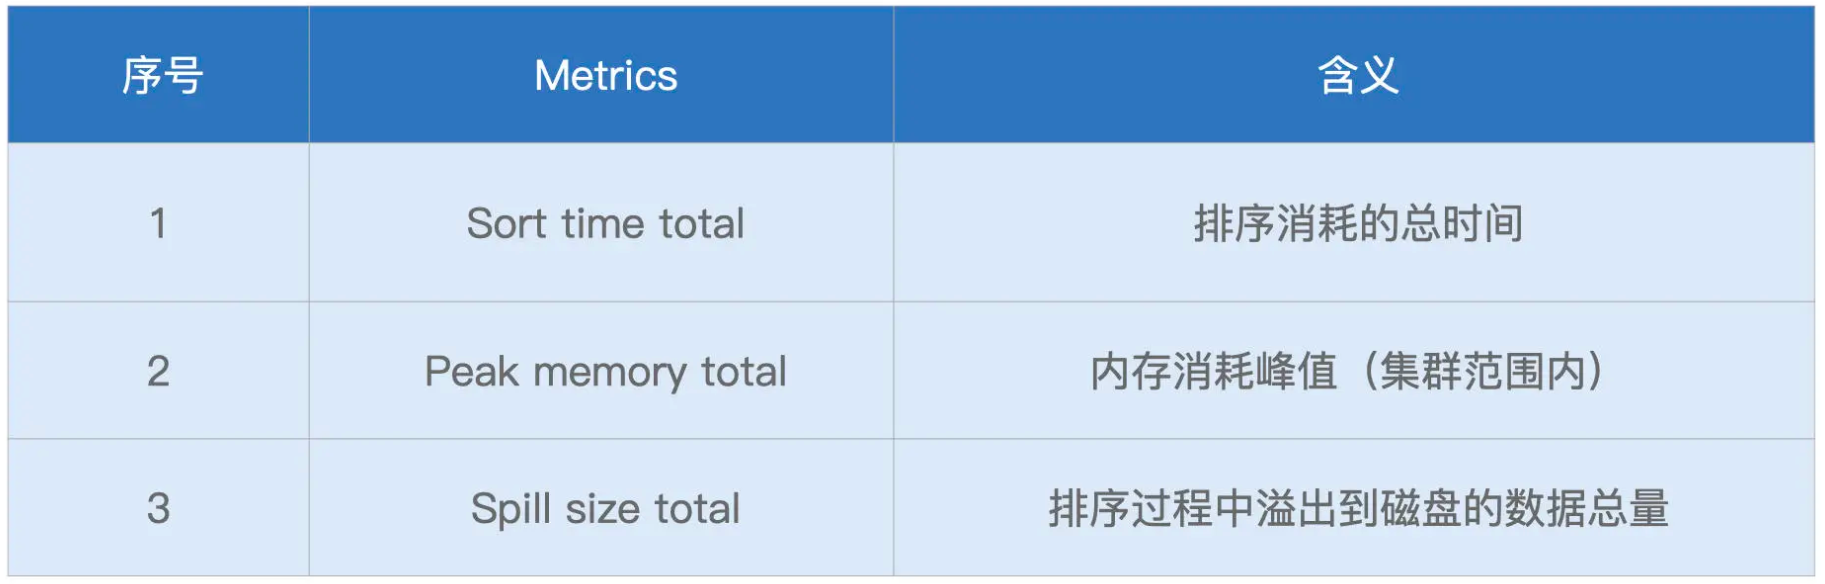 序号 Metrics 含义
1 Sort time total 排序消耗的总时间
2 Peak memory total 内存消耗峰值（集群范围内）
3 Spill size total 排序过程中溢出到磁盘的数据总量